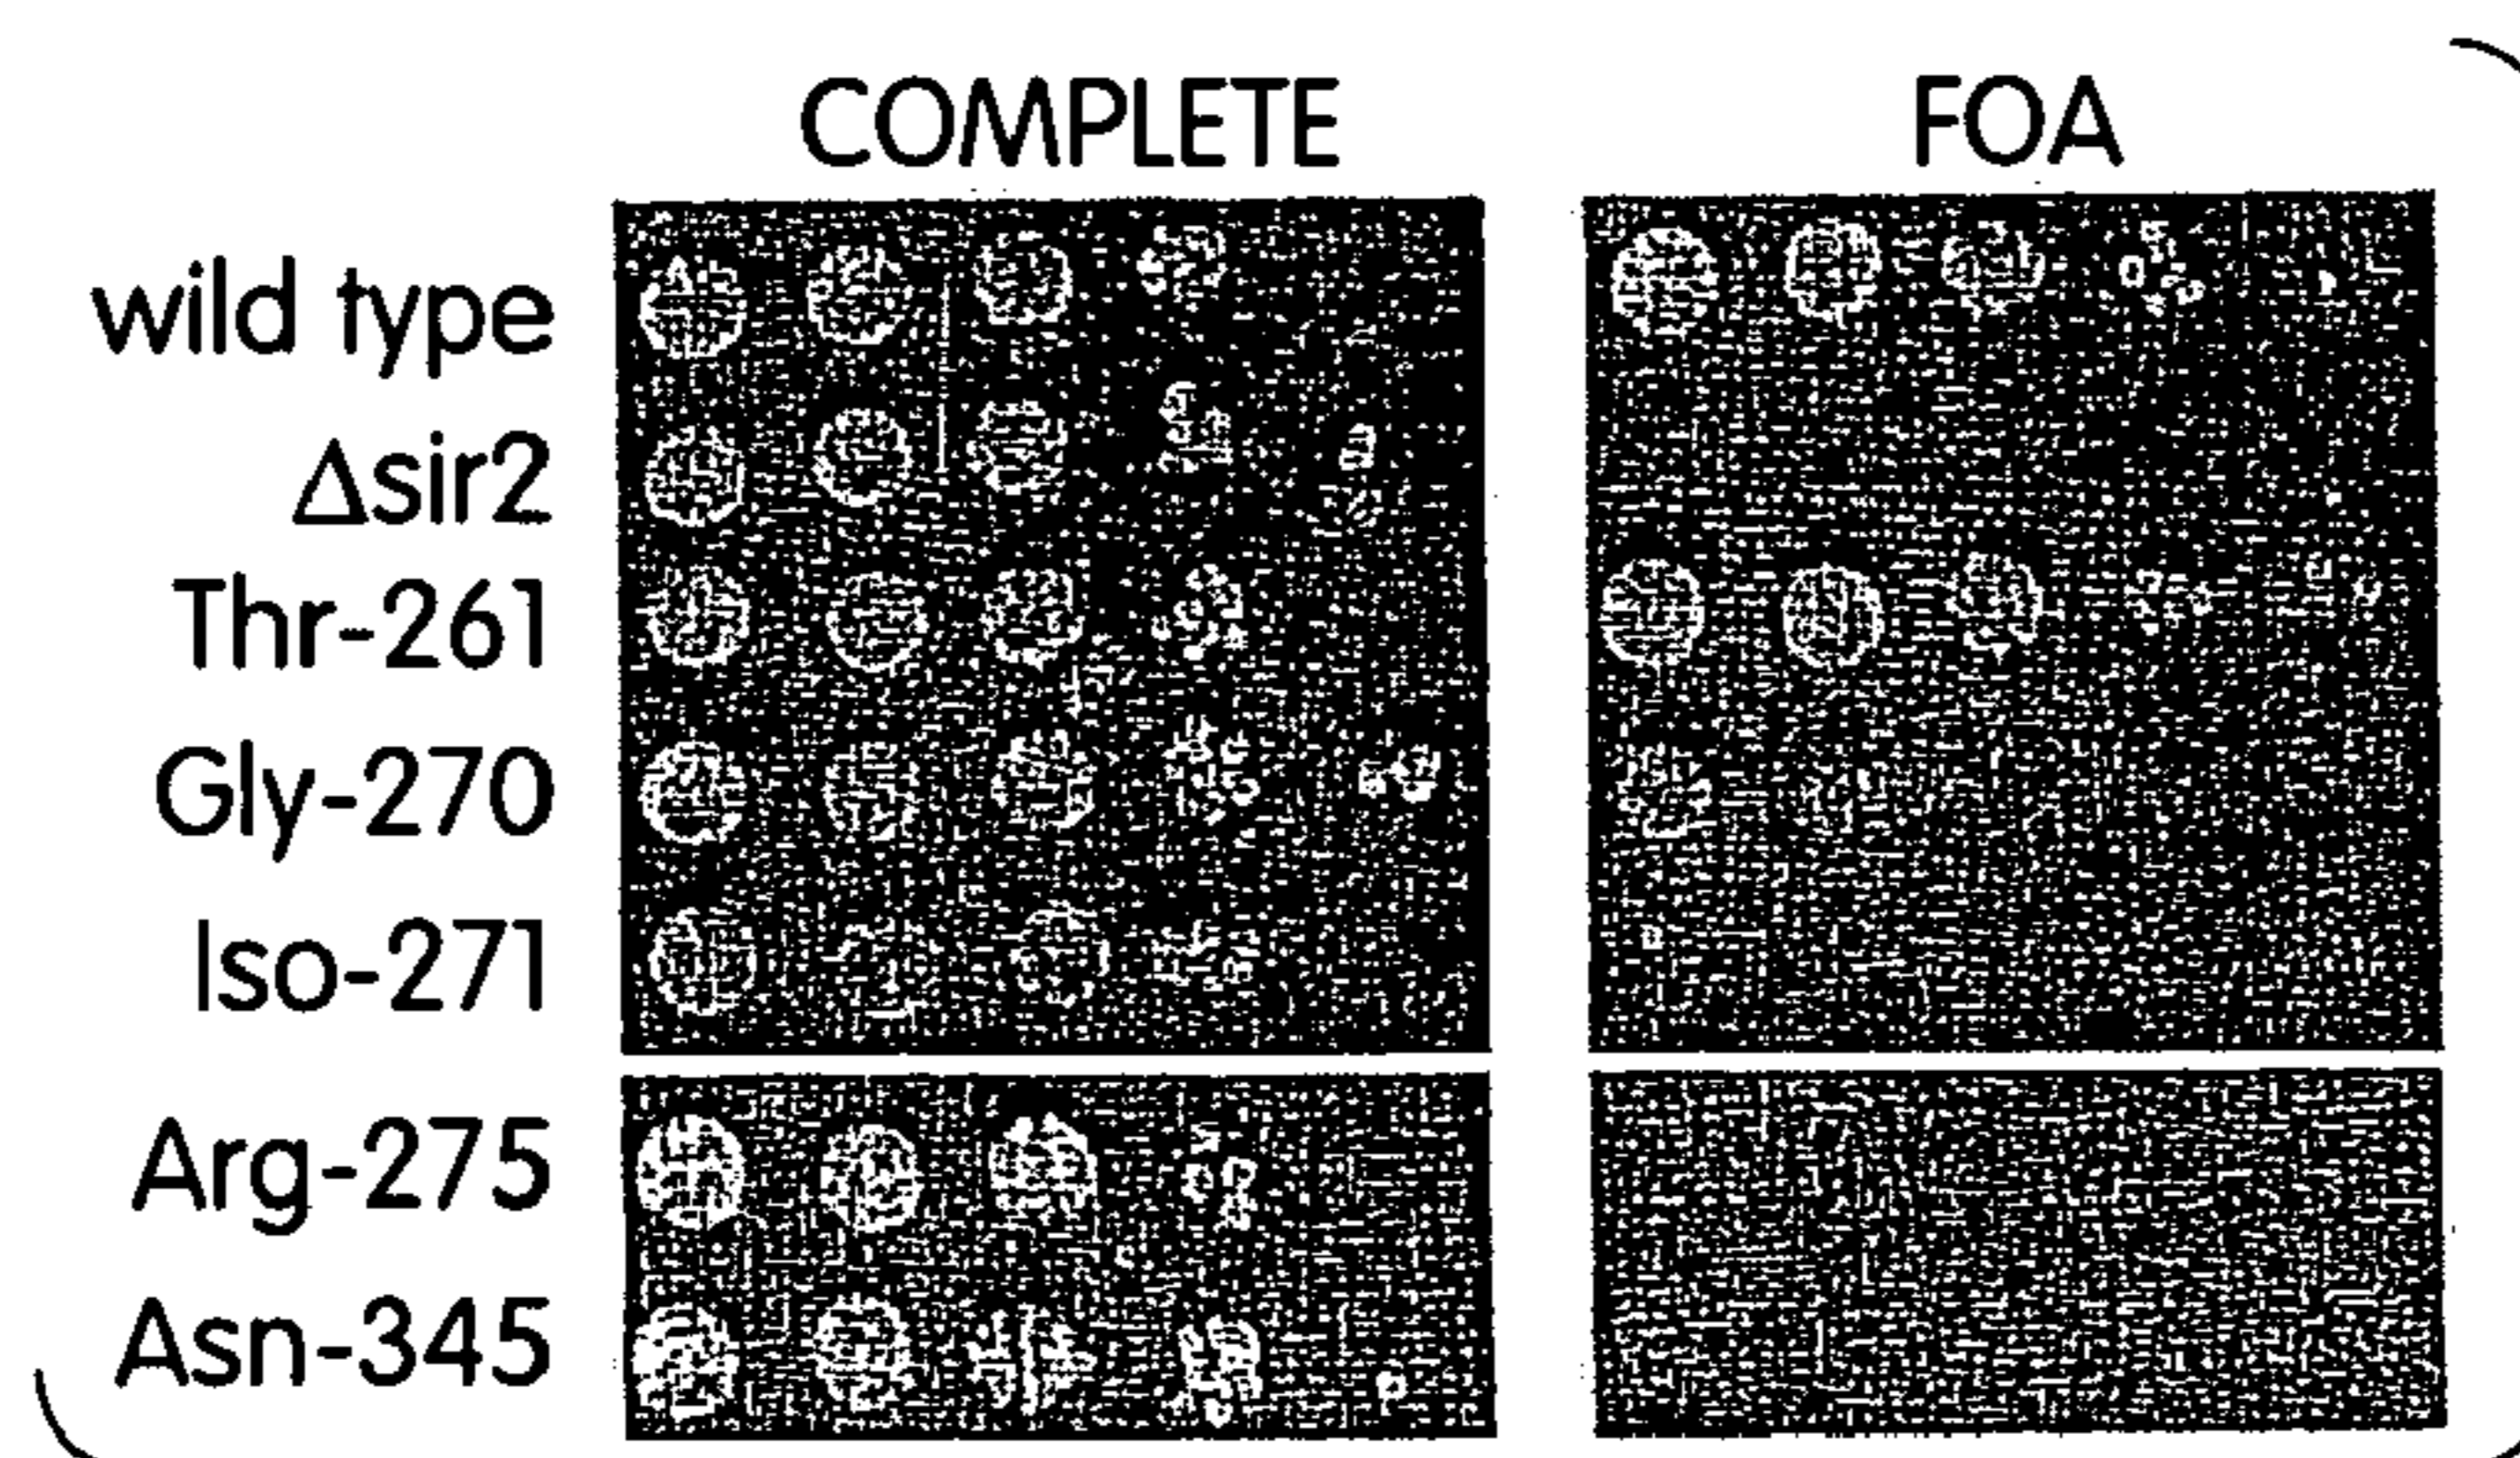 COMPLETE FOA
wild type
Δsir2
Thr-261
Gly-270
Iso-271
Arg-275
Asn-345